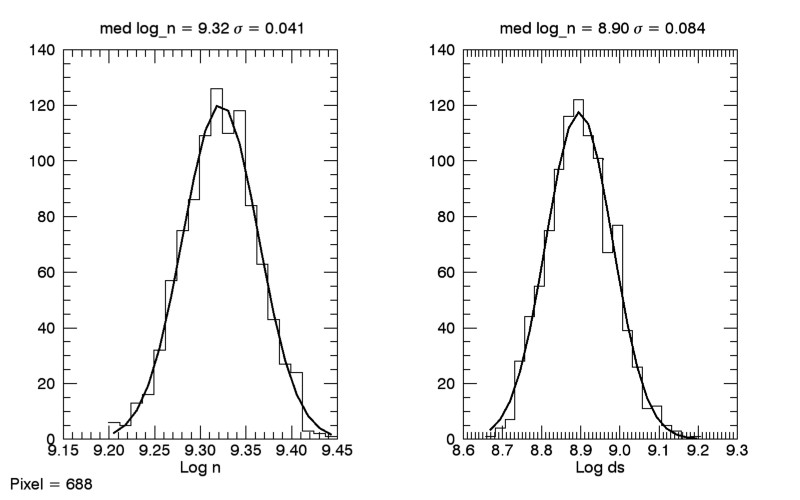 med log_n = 9.32 σ = 0.041
140
120
100
80
60
40
20
0
9.15 9.20 9.25 9.30 9.35 9.40 9.45
Log n
med log_n = 8.90 σ = 0.084
140
120
100
80
60
40
20
0
8.6 8.7 8.8 8.9 9.0 9.1 9.2 9.3
Log ds
Pixel = 688